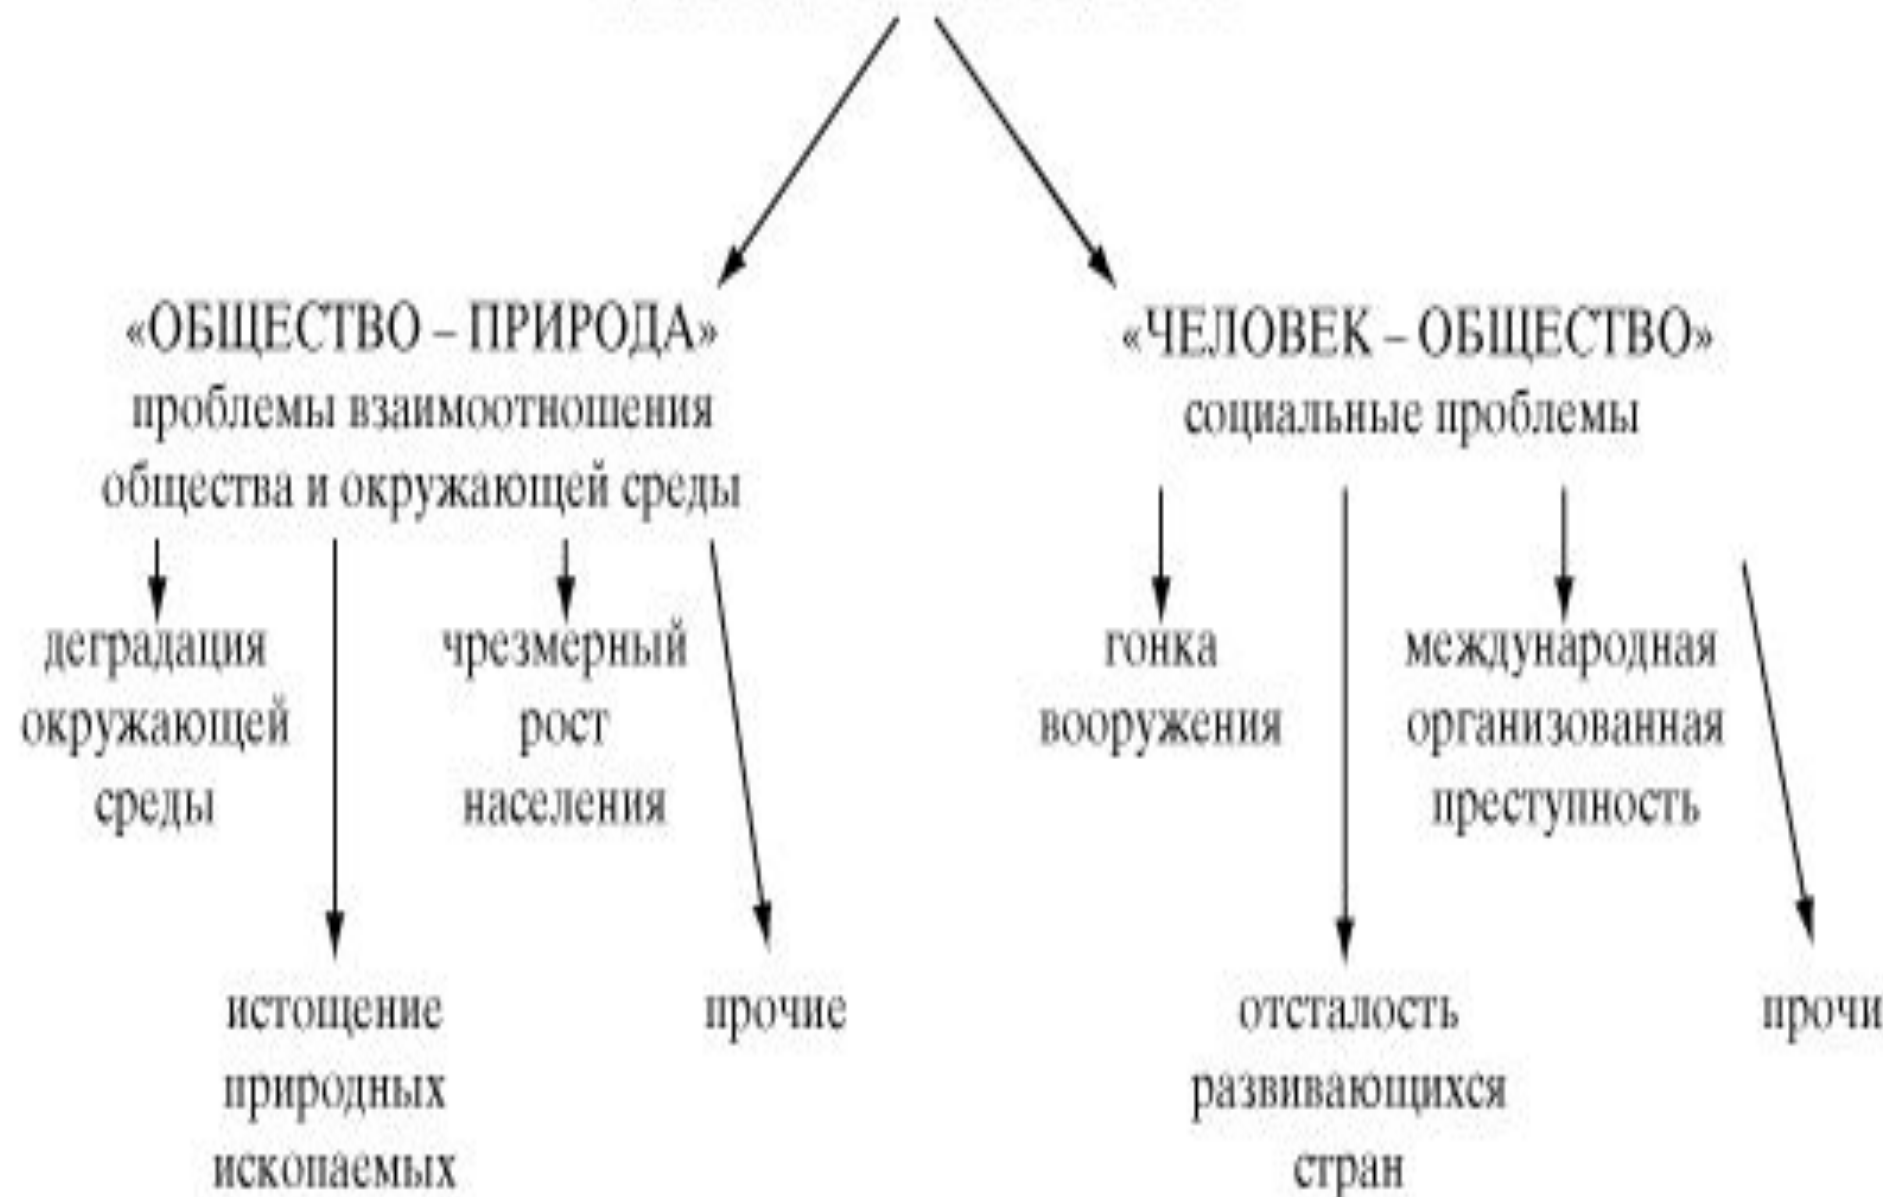 «ОБЩЕСТВО – ПРИРОДА»
проблемы взаимоотношения
общества и окружающей среды
«ЧЕЛОВЕК – ОБЩЕСТВО»
социальные проблемы
деградация
окружающей
среды
чрезмерный
рост
населения
гонка
вооружения
международная
организованная
преступность
истощение
природных
ископаемых
прочие
отсталость
развивающихся
стран
прочи